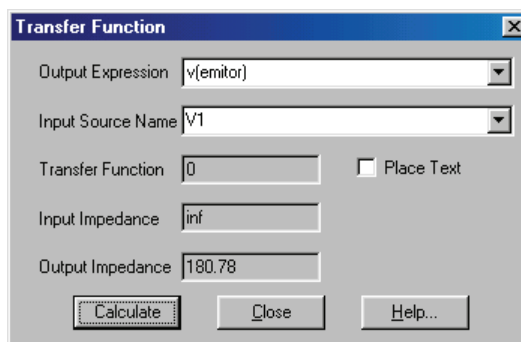 Transfer Function
Output Expression v(emitor)
Input Source Name V1
Transfer Function 0 Place Text
Input Impedance inf
Output Impedance 180.78
Calculate Close Help...